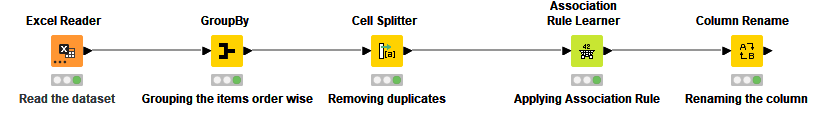 Excel Reader
GroupBy
Cell Splitter
Association
Rule Learner
Column Rename
X
[a]
A
B
Read the dataset
Grouping the items order wise
Removing duplicates
Applying Association Rule
Renaming the column